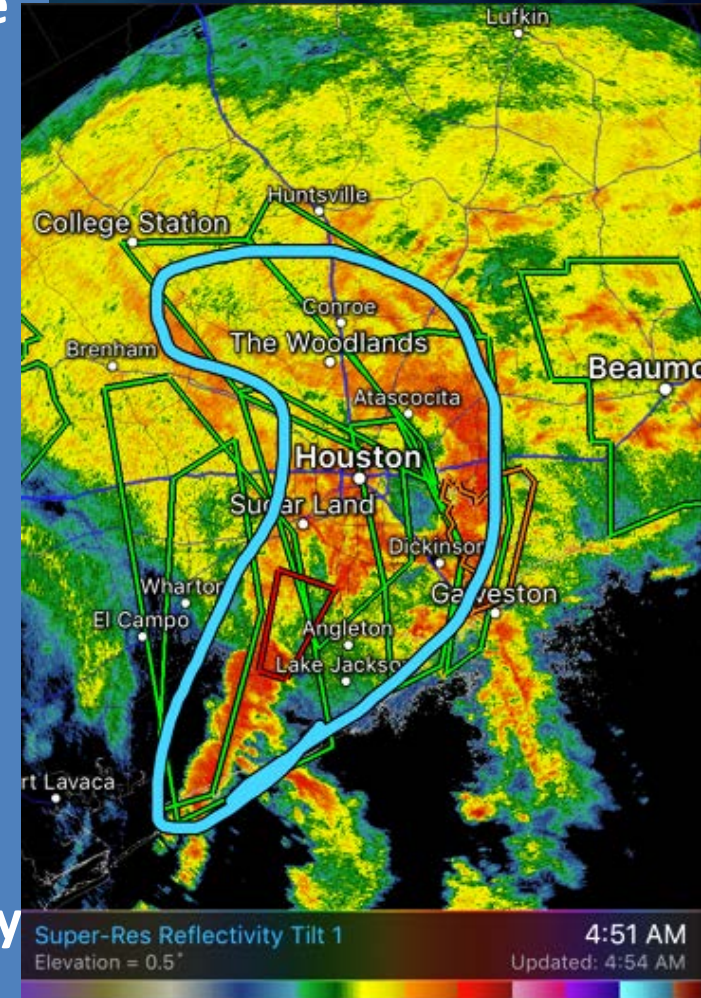 e
Lufkin
Huntsville
College Station
Conroe
Brenham
The Woodlands
Beaumo
Atascocita
Houston
Sugar Land
Dickinson
Wharton
Galveston
El Campo
Angleton
Lake Jackso
rt Lavaca
y
Super-Res Reflectivity Tilt 1
4:51 AM
Elevation = 0.5°
Updated: 4:54 AM